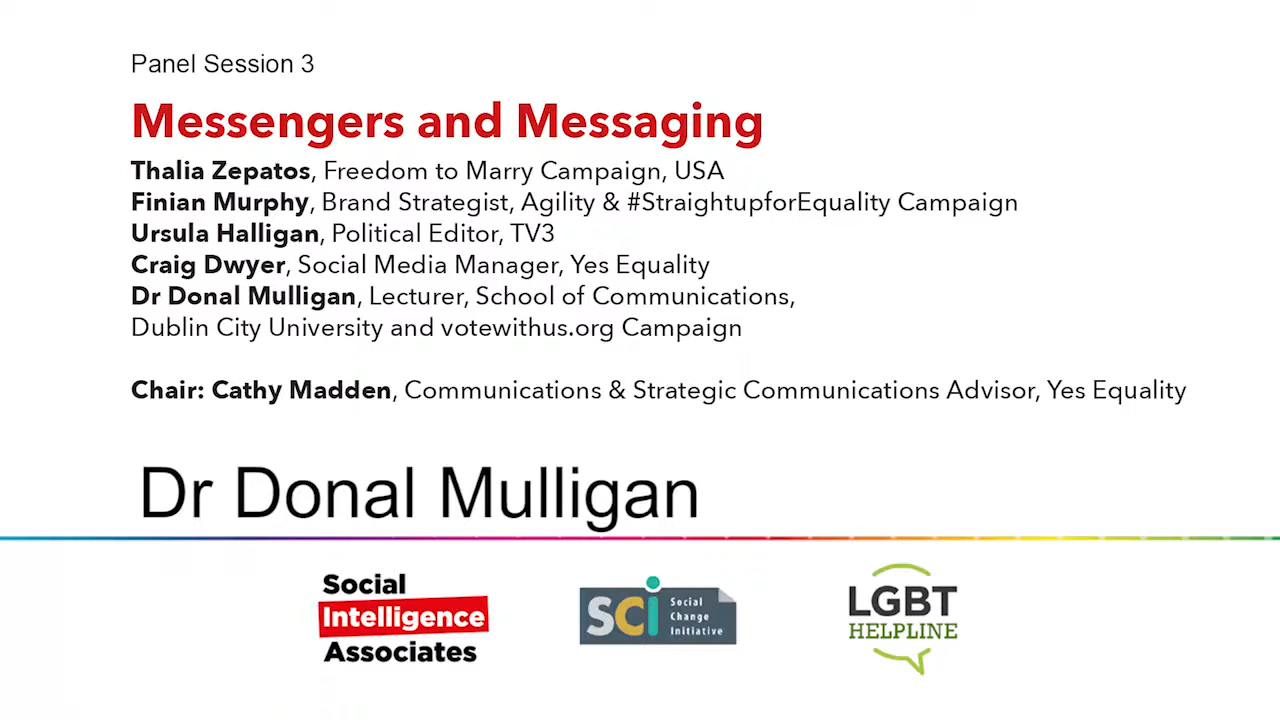 Panel Session 3
Messengers and Messaging
Thalia Zepatos, Freedom to Marry Campaign, USA
Finian Murphy, Brand Strategist, Agility & #StraightupforEquality Campaign
Ursula Halligan, Political Editor, TV3
Craig Dwyer, Social Media Manager, Yes Equality
Dr Donal Mulligan, Lecturer, School of Communications,
Dublin City University and votewithus.org Campaign
Chair: Cathy Madden, Communications & Strategic Communications Advisor, Yes Equality
Dr Donal Mulligan
Social
Intelligence
Associates
SCi
Social
Change
Initiative
LGBT
HELPLINE